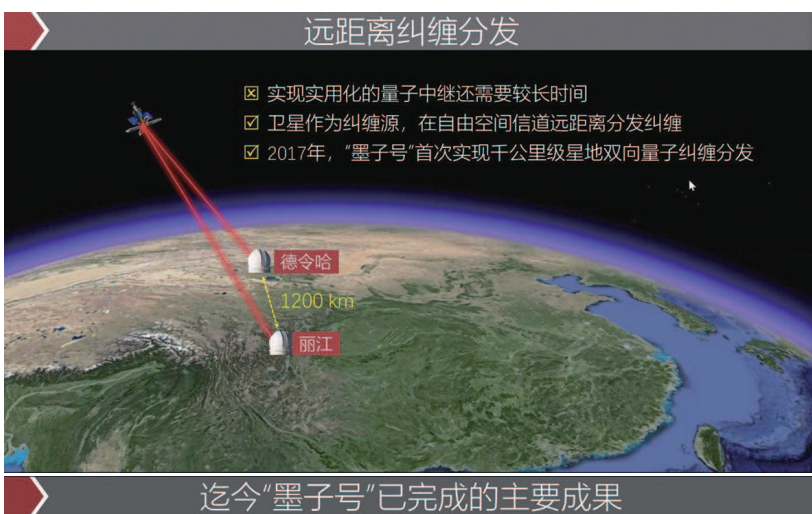 远距离纠缠分发
实现实用化的量子中继还需要较长时间
卫星作为纠缠源，在自由空间信道远距离分发纠缠
2017年，“墨子号”首次实现千公里级星地双向量子纠缠分发
德令哈
1200 km
丽江
迄今“墨子号”已完成的主要成果